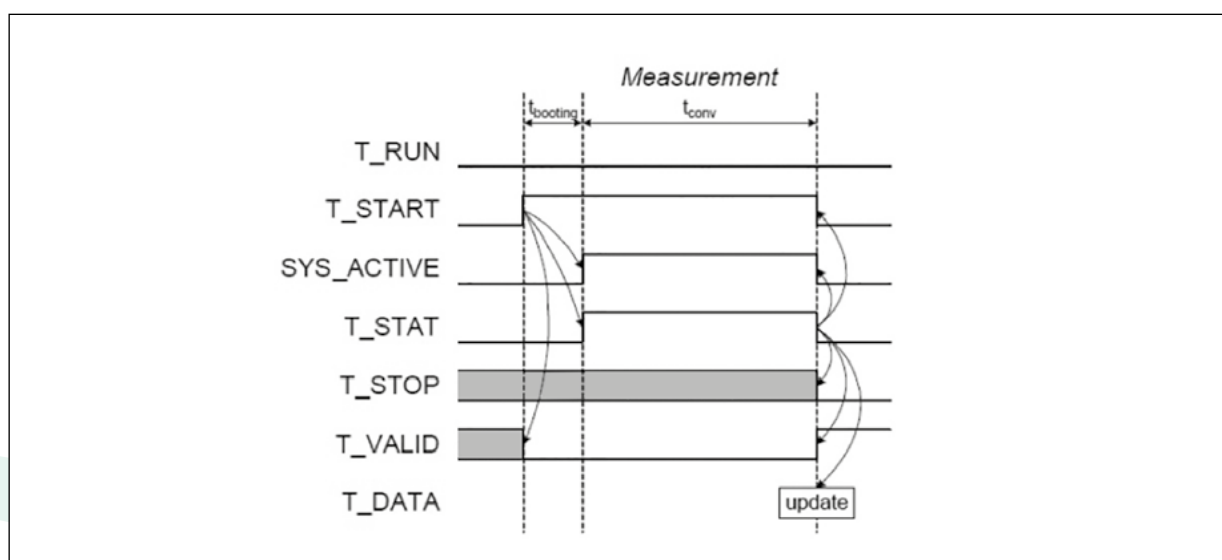 Measurement
tbooting
tconv
T_RUN
T_START
SYS_ACTIVE
T_STAT
T_STOP
T_VALID
T_DATA
update